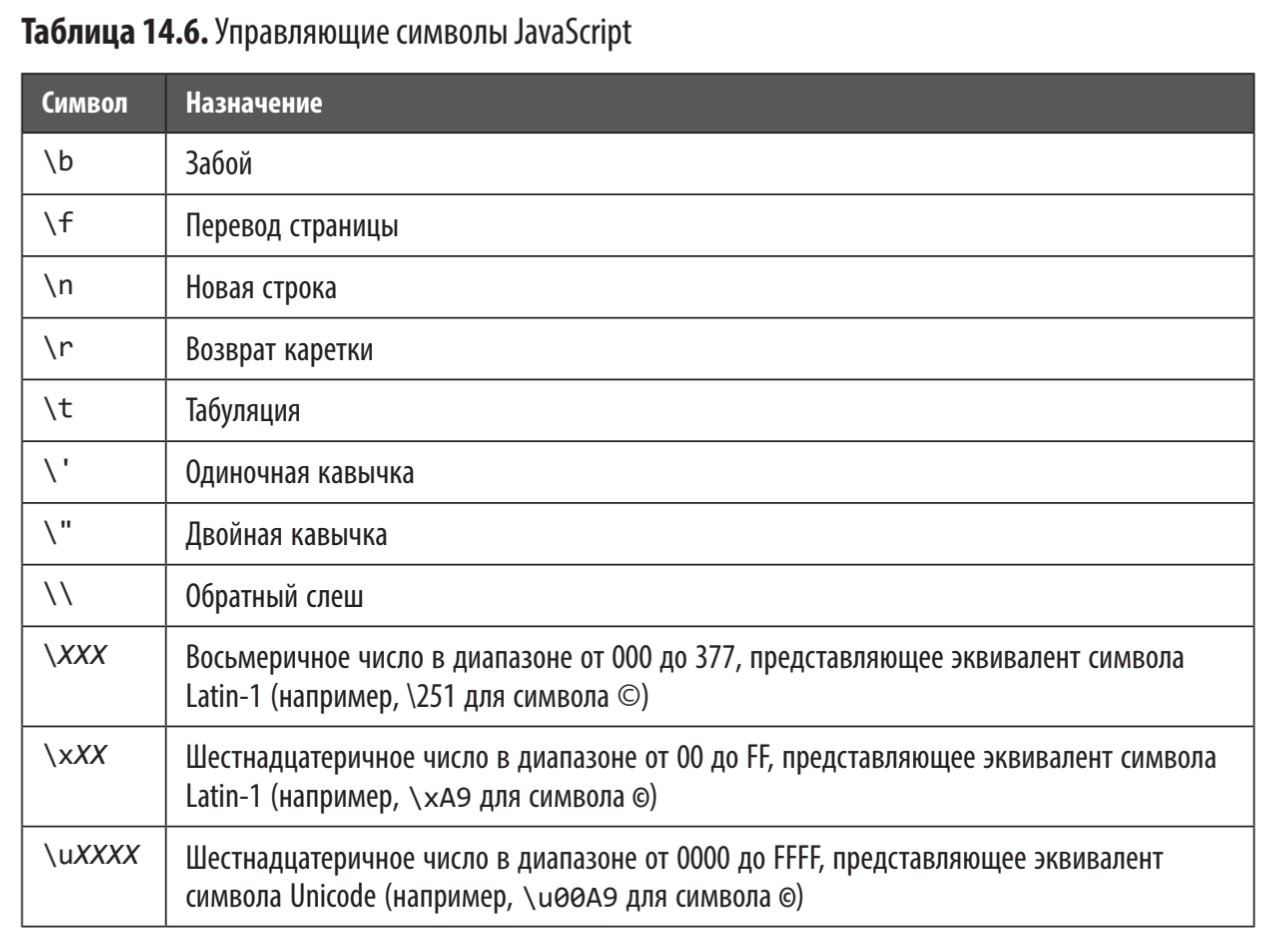 Таблица 14.6. Управляющие символы JavaScript
Символ Назначение
\b Забой
\f Перевод страницы
\n Новая строка
\r Возврат каретки
\t Табуляция
\' Одиночная кавычка
\" Двойная кавычка
\\ Обратный слеш
\XXX Восьмеричное число в диапазоне от 000 до 377, представляющее эквивалент символа
Latin-1 (например, \251 для символа ©)
\xXX Шестнадцатеричное число в диапазоне от 00 до FF, представляющее эквивалент символа
Latin-1 (например, \xA9 для символа ©)
\uXXXX Шестнадцатеричное число в диапазоне от 0000 до FFFF, представляющее эквивалент
символа Unicode (например, \u00A9 для символа ©)